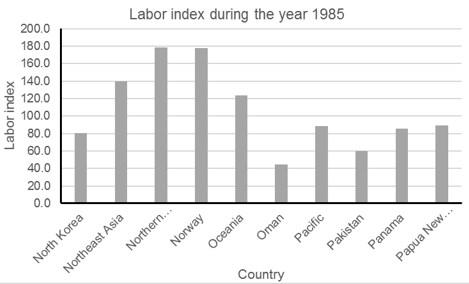 Labor index during the year 1985
Labor index
200.0
180.0
160.0
140.0
120.0
100.0
80.0
60.0
40.0
20.0
0.0
North Korea
Northeast Asia
Northern...
Norway
Oceania
Oman
Pacific
Pakistan
Panama
Papua New...
Country